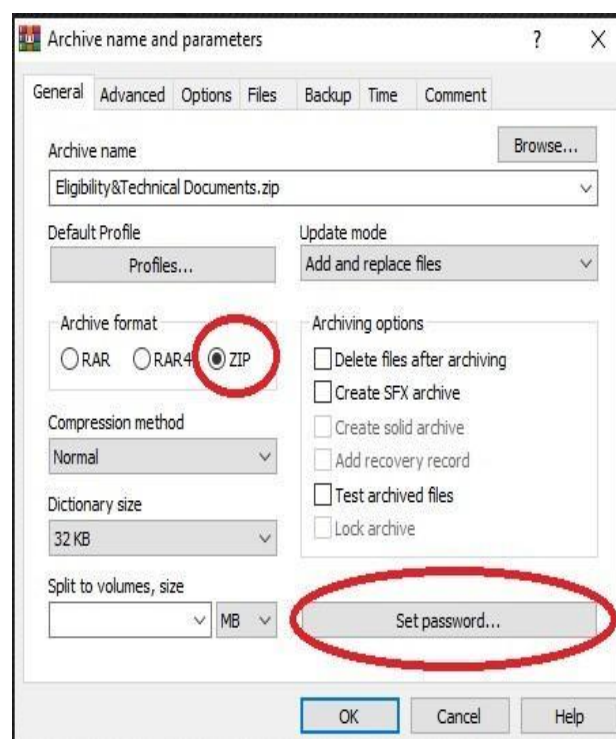 Archive name and parameters
? X
General Advanced Options Files Backup Time Comment
Archive name
Browse...
Eligibility&Technical Documents.zip
Default Profile
Profiles...
Update mode
Add and replace files
Archive format
RAR RAR4 ZIP
Compression method
Normal
Dictionary size
32 KB
Split to volumes, size
MB
Archiving options
Delete files after archiving
Create SFX archive
Create solid archive
Add recovery record
Test archived files
Lock archive
Set password...
OK Cancel Help